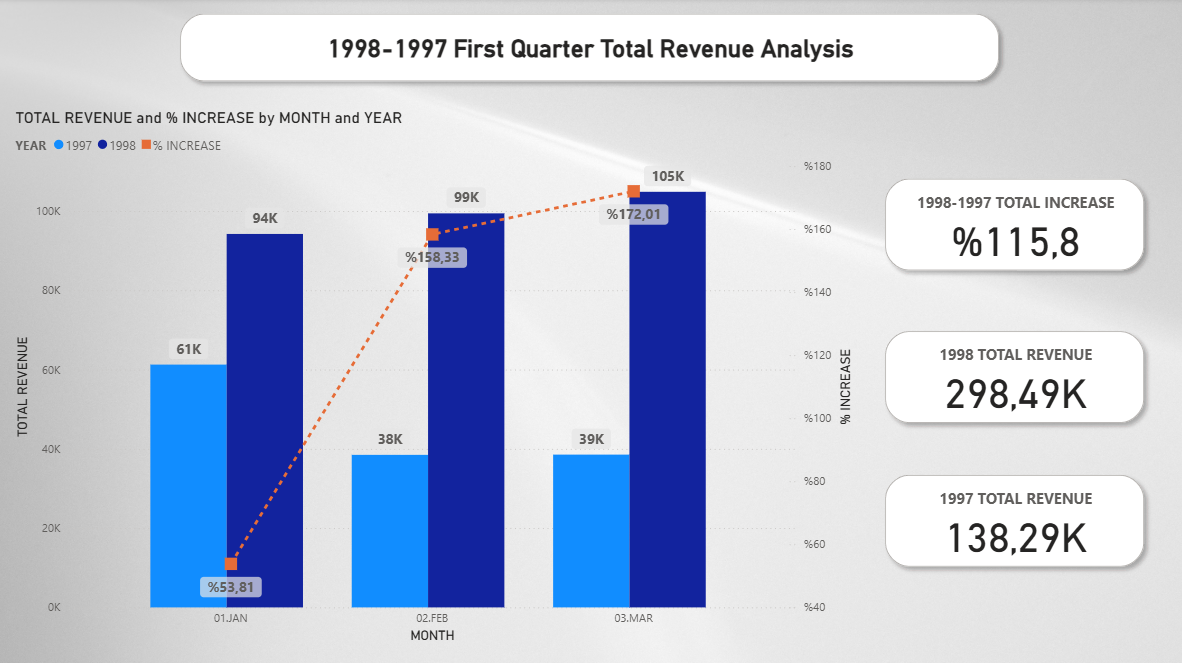 1998-1997 First Quarter Total Revenue Analysis
TOTAL REVENUE and % INCREASE by MONTH and YEAR
YEAR 1997 1998 % INCREASE
TOTAL REVENUE
100K
80K
60K
40K
20K
0K
61K
94K
38K
99K
39K
105K
%53,81
%158,33
%172,01
01.JAN
02.FEB
03.MAR
MONTH
%180
%160
%140
%120
%100
%80
%60
%40
% INCREASE
1998-1997 TOTAL INCREASE
%115,8
1998 TOTAL REVENUE
298,49K
1997 TOTAL REVENUE
138,29K